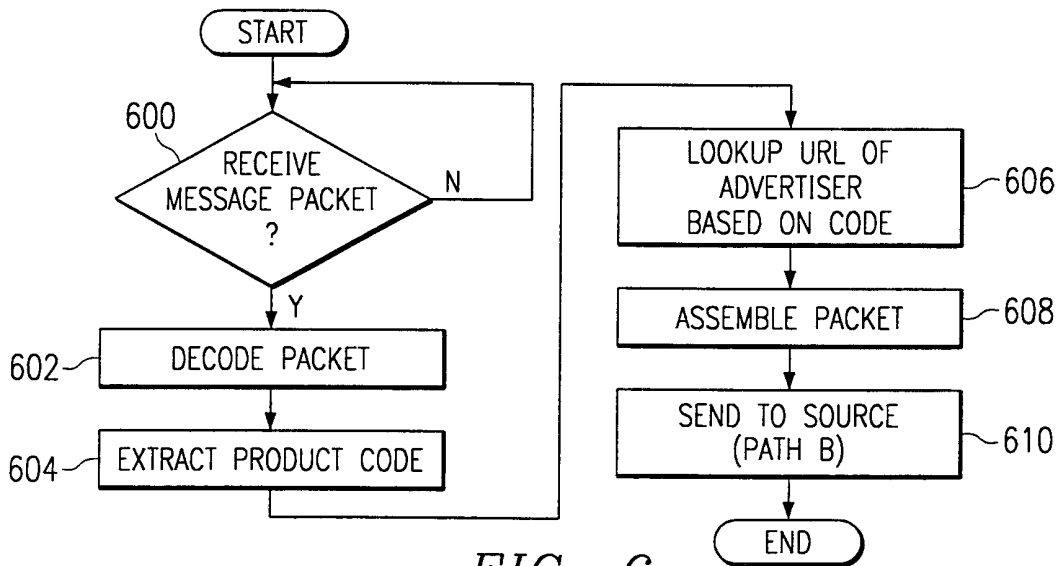 START
600
RECEIVE
MESSAGE PACKET
?
N
Y
602
DECODE PACKET
604
EXTRACT PRODUCT CODE
LOOKUP URL OF
ADVERTISER
BASED ON CODE
606
ASSEMBLE PACKET
608
SEND TO SOURCE
(PATH B)
610
END